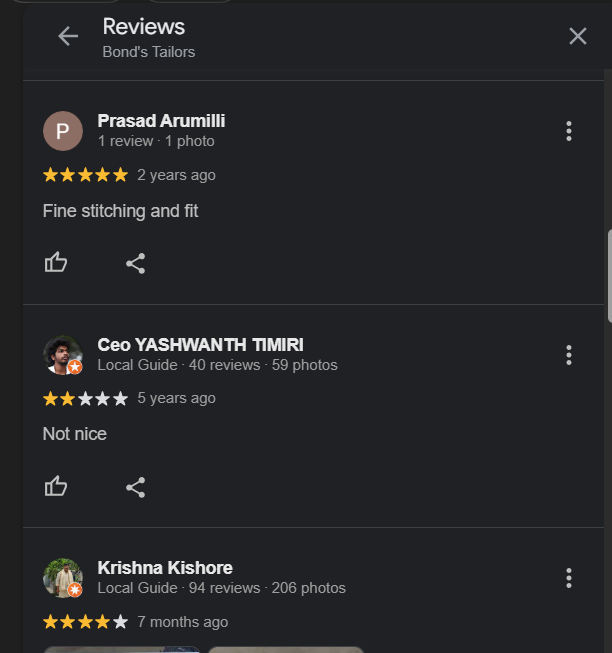 Reviews
Bond's Tailors
P
Prasad Arumilli
1 review · 1 photo
2 years ago
Fine stitching and fit
Ceo YASHWANTH TIMIRI
Local Guide · 40 reviews · 59 photos
5 years ago
Not nice
Krishna Kishore
Local Guide · 94 reviews · 206 photos
7 months ago